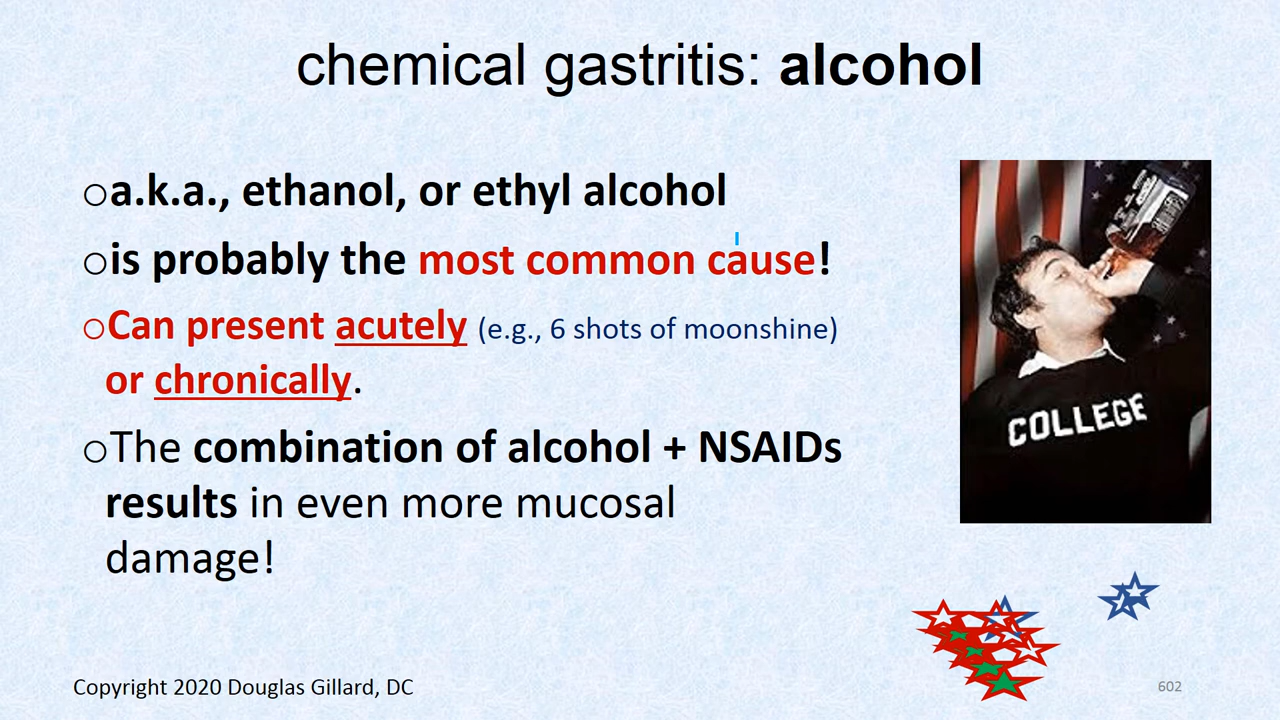 chemical gastritis: alcohol
○a.k.a., ethanol, or ethyl alcohol
○is probably the most common cause!
○Can present acutely (e.g., 6 shots of moonshine)
or chronically.
○The combination of alcohol + NSAIDs
results in even more mucosal
damage!
COLLEGE
Copyright 2020 Douglas Gillard, DC
602